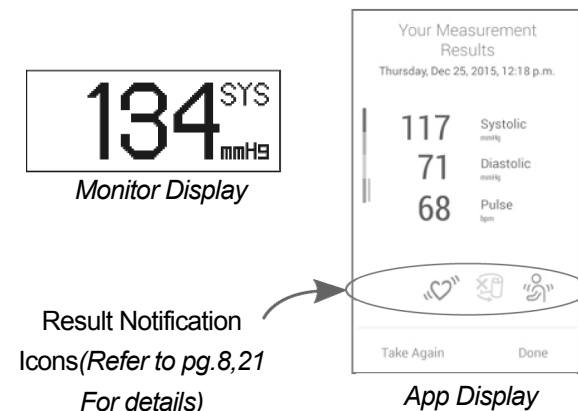 134 SYS
mmHg
Monitor Display
Result Notification
Icons(Refer to pg.8,21
For details)
Your Measurement
Results
Thursday, Dec 25, 2015, 12:18 p.m.
117 Systolic
mmHg
71 Diastolic
mmHg
68 Pulse
bpm
Take Again Done
App Display